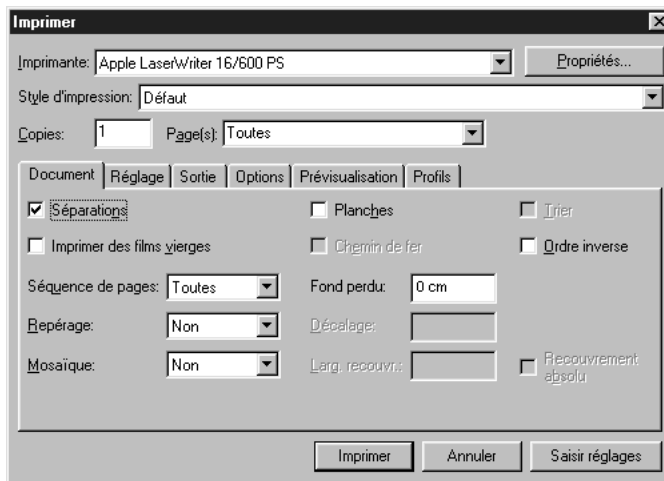 Imprimer
Imprimante: Apple LaserWriter 16/600 PS Propriétés...
Style d'impression: Défaut
Copies: 1 Page(s): Toutes
Document Réglage Sortie Options Prévisualisation Profils
Séparations Planches Trier
Imprimer des films vierges Chemin de fer Ordre inverse
Séquence de pages: Toutes Fond perdu: 0 cm
Repérage: Non Décalage:
Mosaïque: Non Larg. recouvr.: Recouvrement
absolu
Imprimer Annuler Saisir réglages